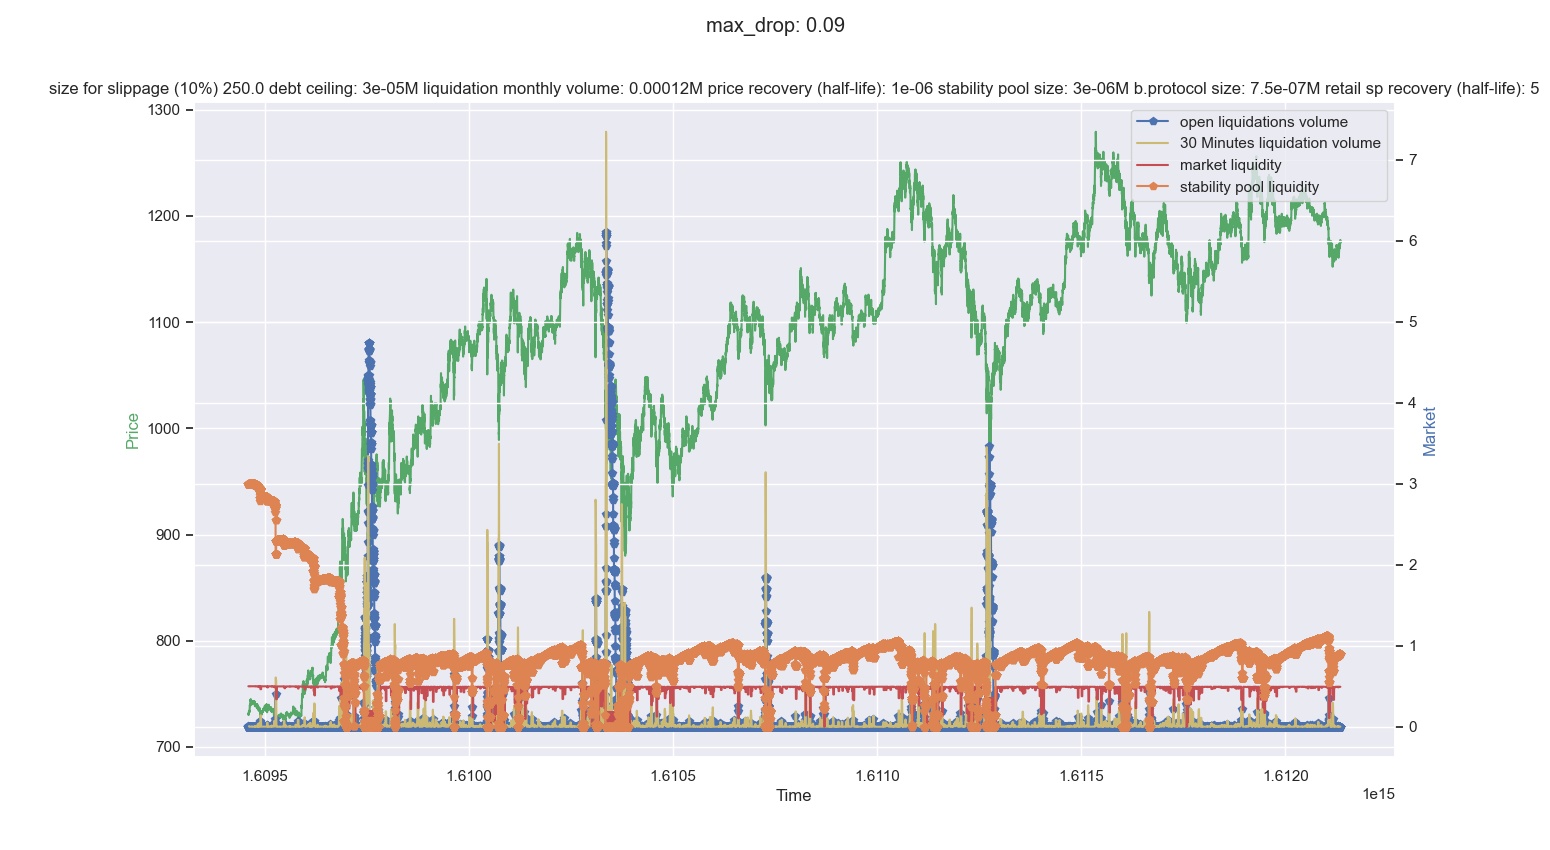 max_drop: 0.09
size for slippage (10%) 250.0 debt ceiling: 3e-05M liquidation monthly volume: 0.00012M price recovery (half-life): 1e-06 stability pool size: 3e-06M b.protocol size: 7.5e-07M retail sp recovery (half-life): 5
open liquidations volume
30 Minutes liquidation volume
market liquidity
stability pool liquidity
1300
1200
1100
1000
900
800
700
Price
7
6
5
4
3
2
1
0
Market
1.6095 1.6100 1.6105 1.6110 1.6115 1.6120
Time
1e15